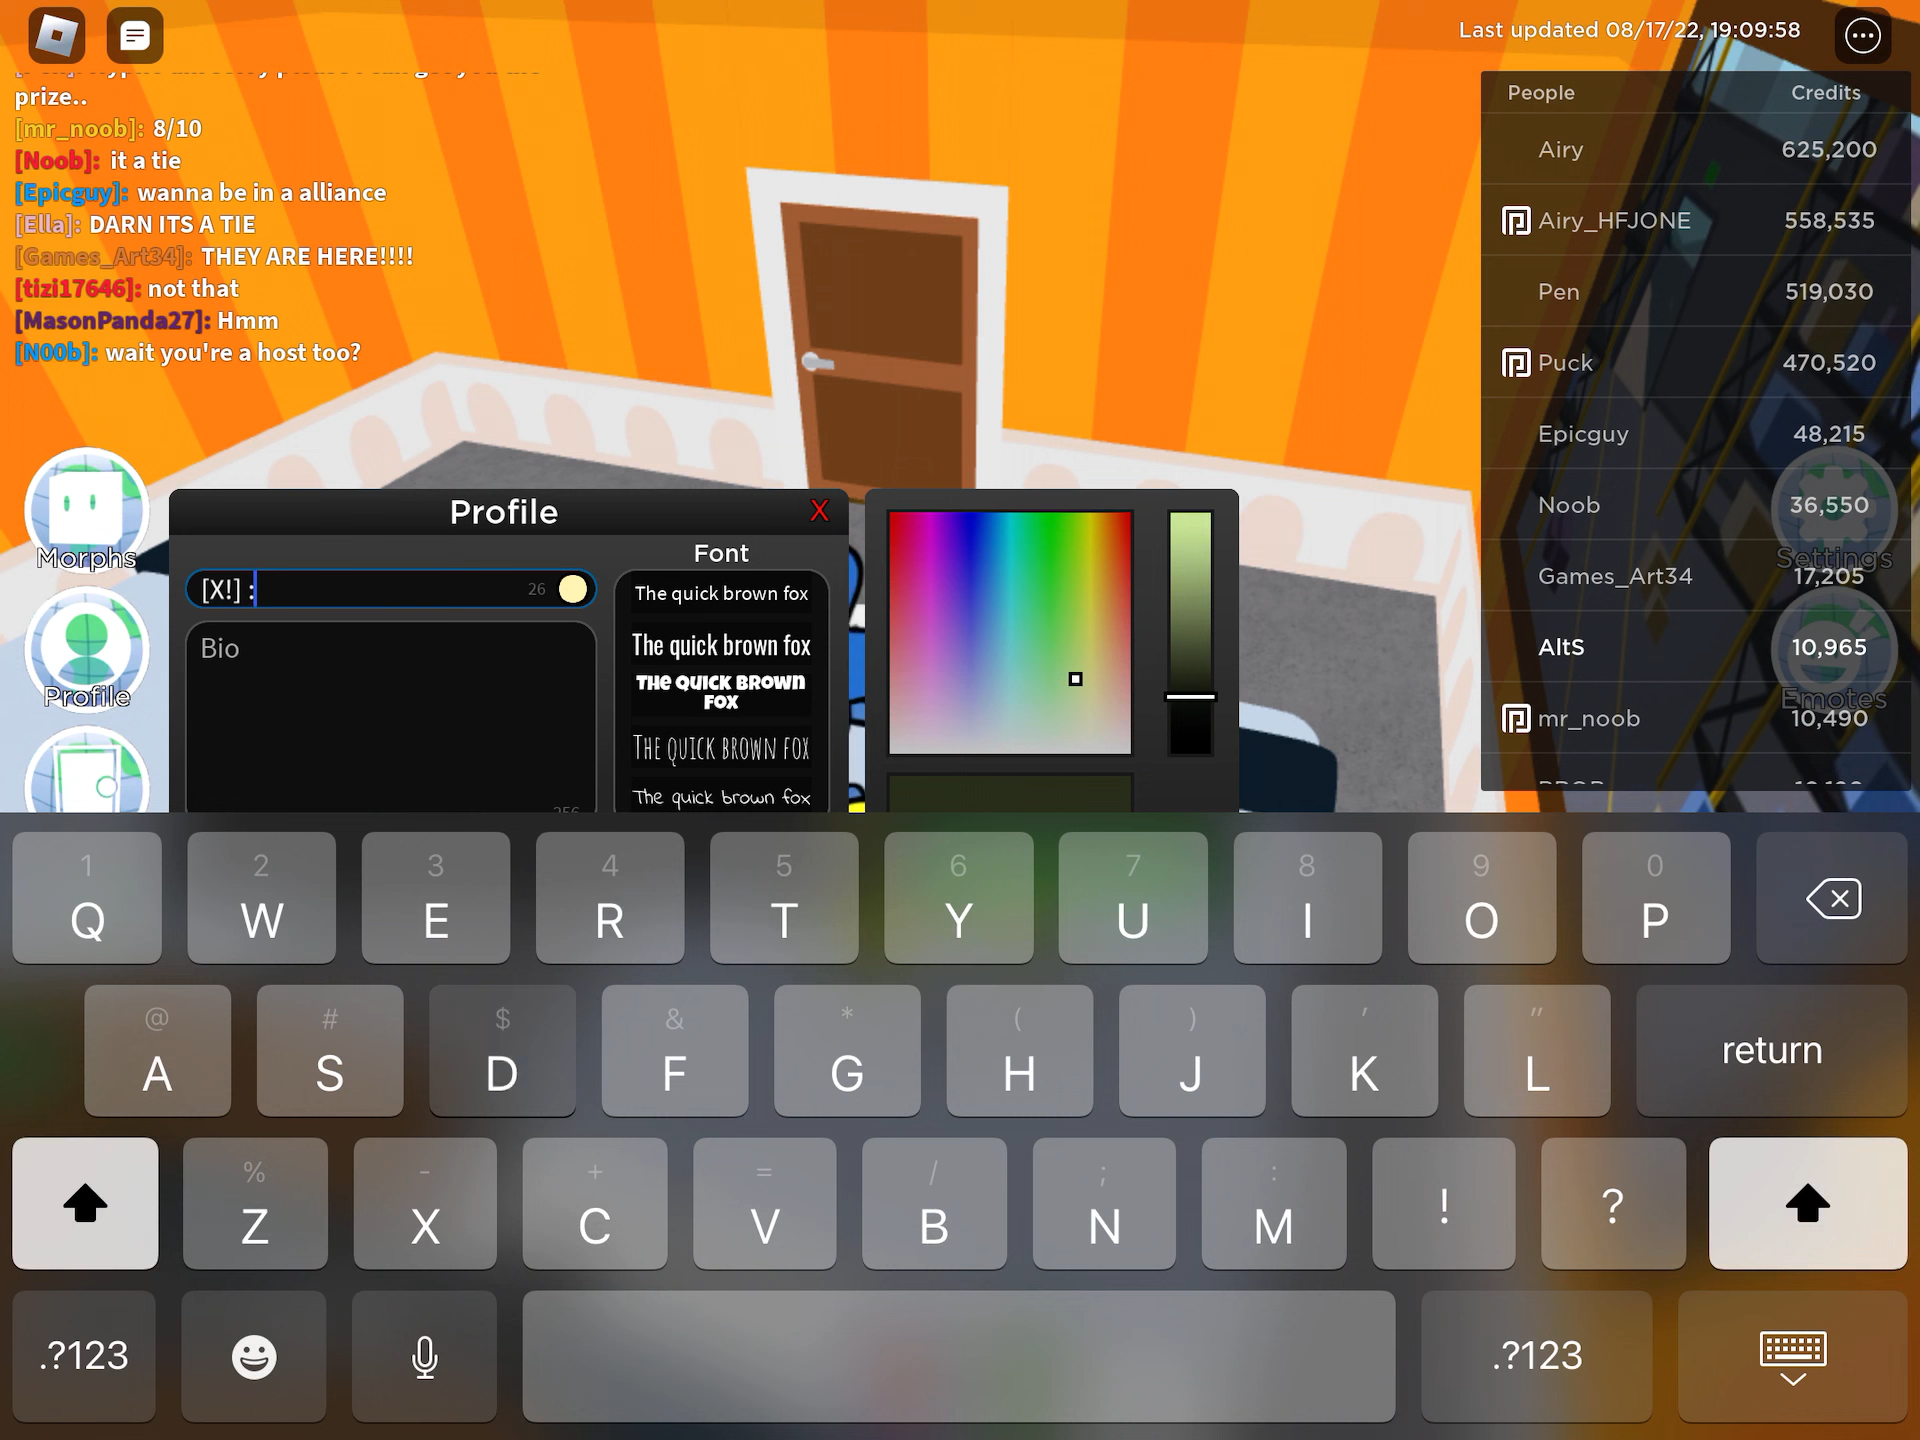 Last updated 08/17/22, 19:09:58
prize..
[mr_noob]: 8/10
[Noob]: it a tie
[Epicguy]: wanna be in a alliance
[Ella]: DARN ITS A TIE
[Games_Art34]: THEY ARE HERE!!!!
[tizi17646]: not that
[MasonPanda27]: Hmm
[N00b]: wait you're a host too?
People Credits
Airy 625,200
Airy_HFJONE 558,535
Pen 519,030
Puck 470,520
Epicguy 48,215
Noob 36,550
Games_Art34 17,205
AltS 10,965
mr_noob 10,490
Settings
Emotes
Morphs
Profile
Profile X
Font
[X!] : 26
Bio
256
The quick brown fox
The quick brown fox
The quick brown
fox
The quick brown fox
The quick brown fox
1 2 3 4 5 6 7 8 9 0
Q W E R T Y U I O P
@ # $ & * ( ) ' "
A S D F G H J K L return
% - + = / ; :
Z X C V B N M ! ?
.?123 .?123